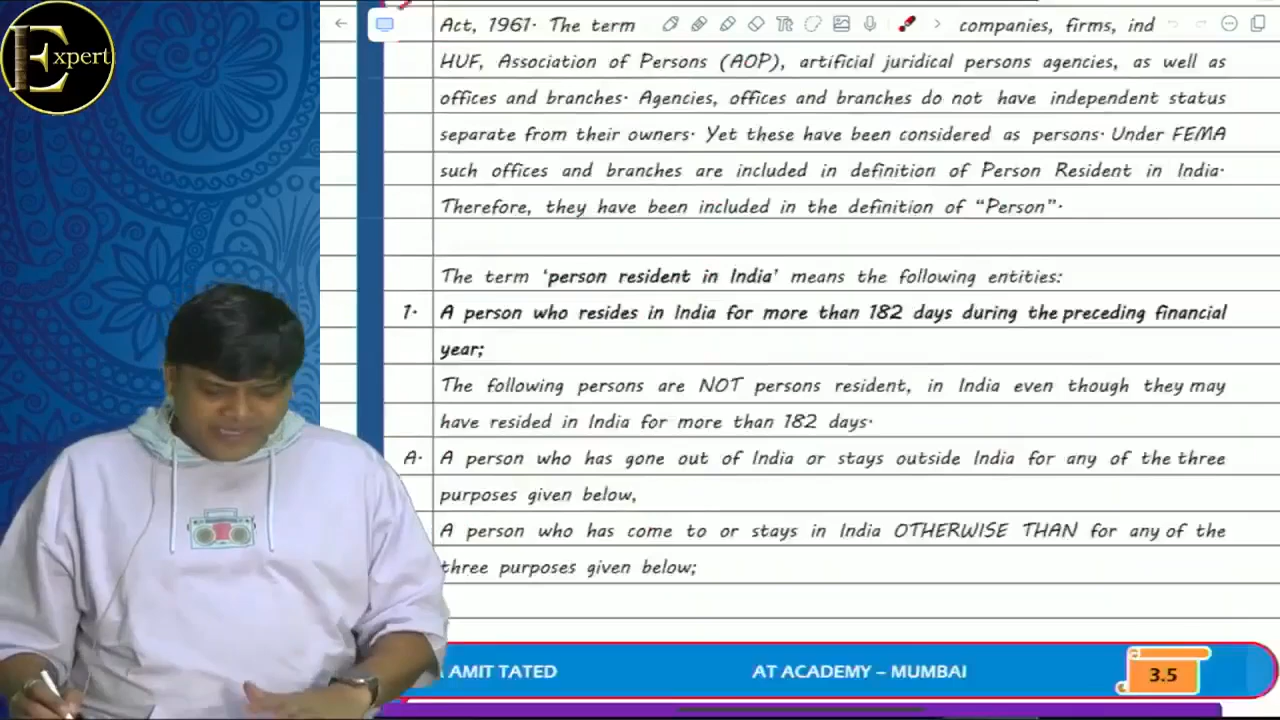 Expert
Act, 1961. The term companies, firms, ind
HUF, Association of Persons (AOP), artificial juridical persons agencies, as well as
offices and branches. Agencies, offices and branches do not have independent status
separate from their owners. Yet these have been considered as persons. Under FEMA
such offices and branches are included in definition of Person Resident in India.
Therefore, they have been included in the definition of “Person”.
The term ‘person resident in India’ means the following entities:
1. A person who resides in India for more than 182 days during the preceding financial
year;
The following persons are NOT persons resident, in India even though they may
have resided in India for more than 182 days.
A. A person who has gone out of India or stays outside India for any of the three
purposes given below,
A person who has come to or stays in India OTHERWISE THAN for any of the
three purposes given below;
AMIT TATED AT ACADEMY – MUMBAI 3.5